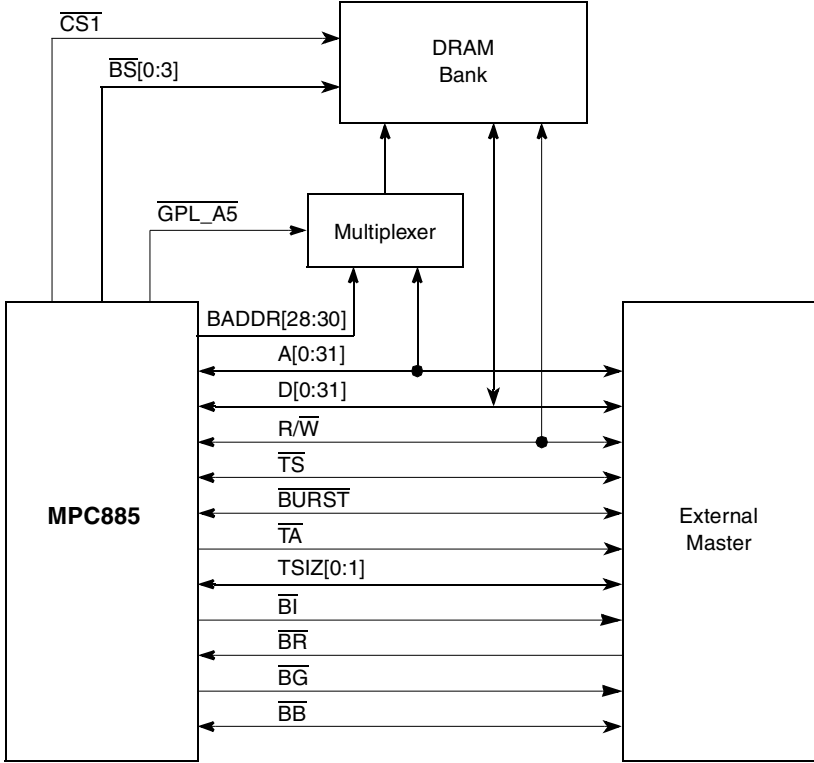 CS1
BS[0:3]
DRAM
Bank
GPL_A5
Multiplexer
BADDR[28:30]
A[0:31]
D[0:31]
R/W
TS
BURST
TA
TSIZ[0:1]
BI
BR
BG
BB
MPC885
External
Master